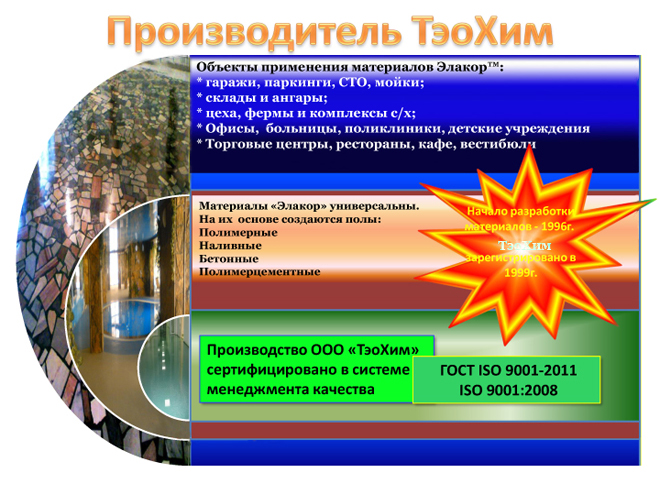 Производитель ТэоХим
Объекты применения материалов Элакор™:
* гаражи, паркинги, СТО, мойки;
* склады и ангары;
* цеха, фермы и комплексы с/х;
* Офисы,  больницы, поликлиники, детские учреждения
* Торговые центры, рестораны, кафе, вестибюли
Материалы «Элакор» универсальны.
На их  основе создаются полы:
Полимерные
Наливные
Бетонные
Полимерцементные
Начало разработки
материалов - 1996г.
ТэоХим
зарегистрировано в
1999г.
Производство ООО «ТэоХим»
сертифицировано в системе
менеджмента качества
ГОСТ ISO 9001-2011
ISO 9001:2008